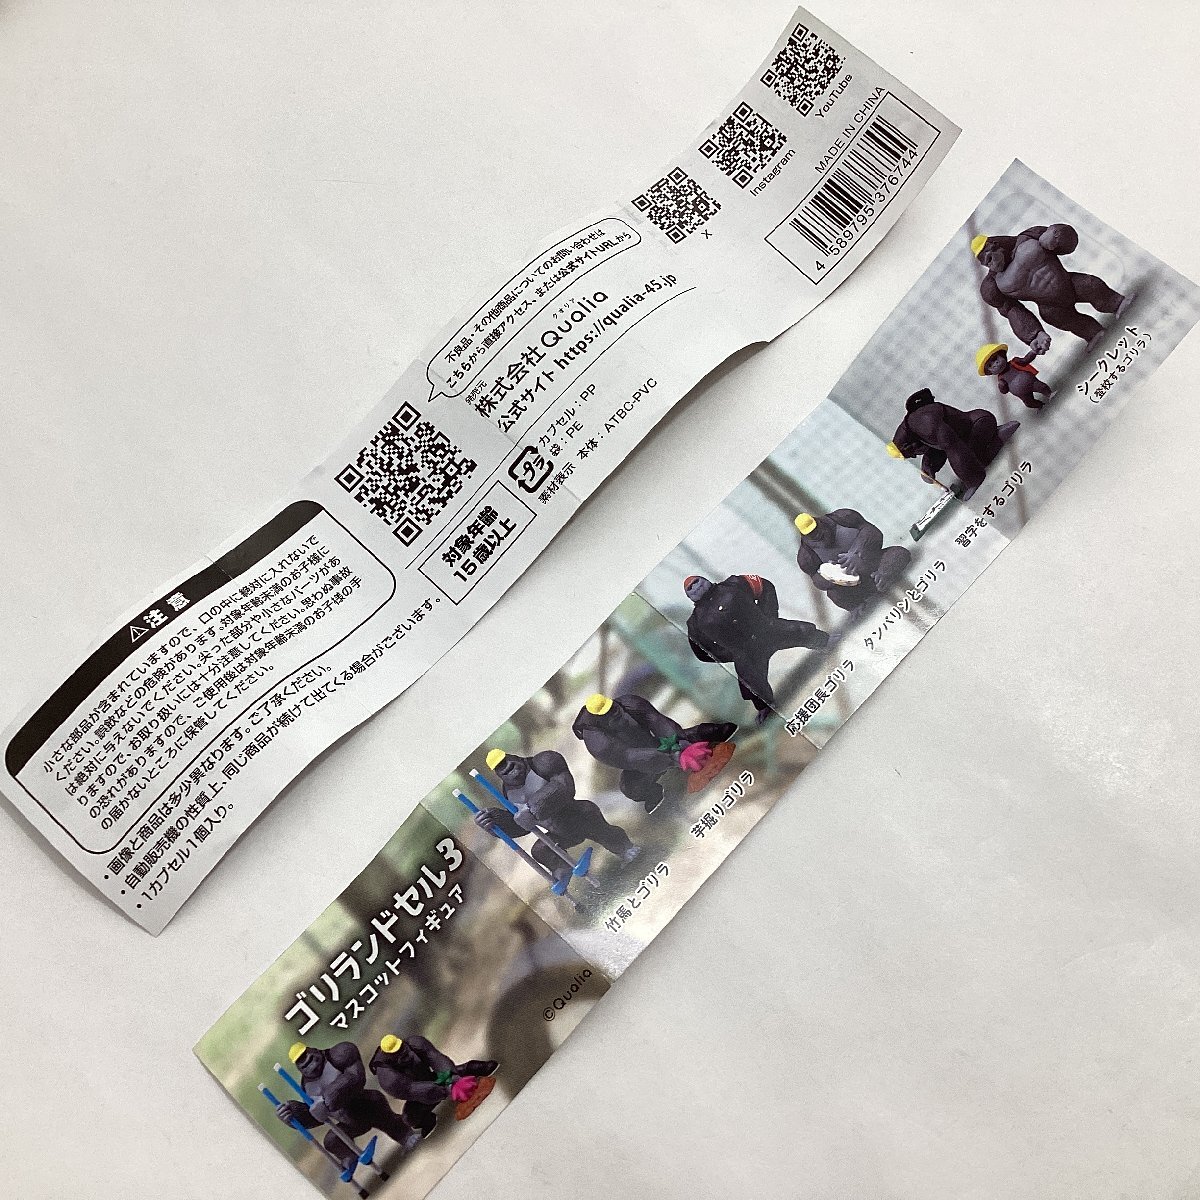 ⚠注意
小さな部品が含まれていますので、口の中に絶対に入れないで
ください。誤飲などの危険があります。対象年齢未満のお子様に
は絶対に与えないでください。尖った部分や小さなパーツがあ
りますので、お取り扱いには十分注意してください。思わぬ事故
の恐れがありますので、ご使用後は対象年齢未満のお子様の手
の届かないところに保管してください。
・画像と商品は多少異なります。ご了承ください。
・自動販売機の性質上、同じ商品が続けて出てくる場合がございます。
・1カプセル1個入り。
対象年齢
15歳以上
不良品・その他商品についてのお問い合わせは
こちらから直接アクセス、または公式サイトURLから
発売元
クオリア
株式会社Qualia
公式サイト https://qualia-45.jp
プラ
カプセル：PP
袋：PE
素材表示 本体：ATBC-PVC
X
Instagram
YouTube
MADE IN CHINA
4 589795 376744
ゴリランドセル3
マスコットフィギュア
©Qualia
竹馬とゴリラ
芋掘りゴリラ
応援団長ゴリラ
タンバリンとゴリラ
習字をするゴリラ
シークレット
(登校するゴリラ)